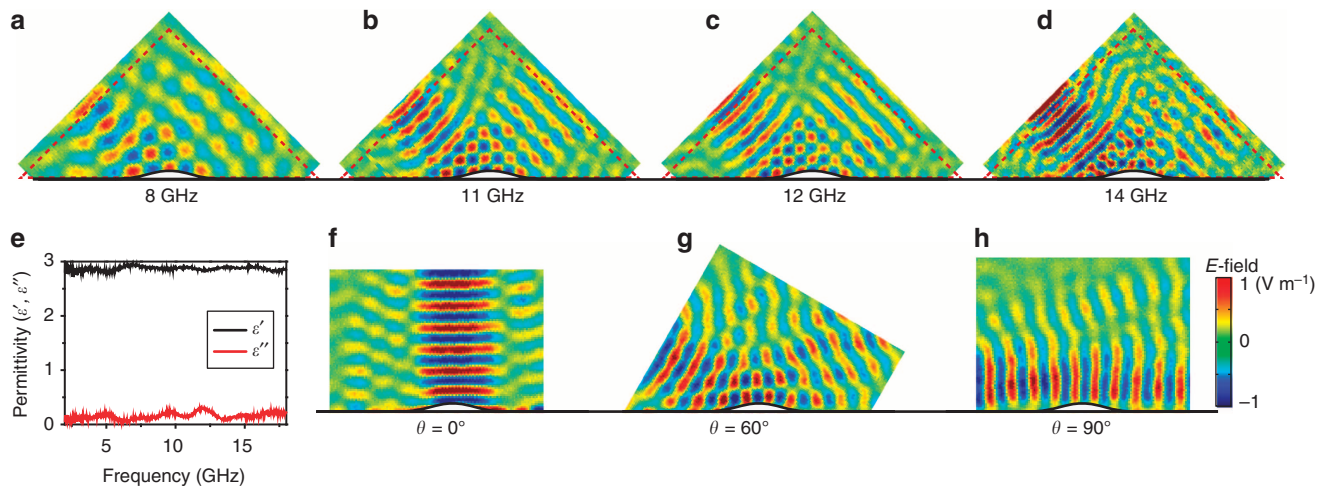 a
b
c
d
8 GHz
11 GHz
12 GHz
14 GHz
e
f
g
h
Permittivity (ε′, ε″)
3
2
1
0
ε′
ε″
5
10
15
Frequency (GHz)
θ = 0°
θ = 60°
θ = 90°
E-field
1 (V m⁻¹)
0
–1